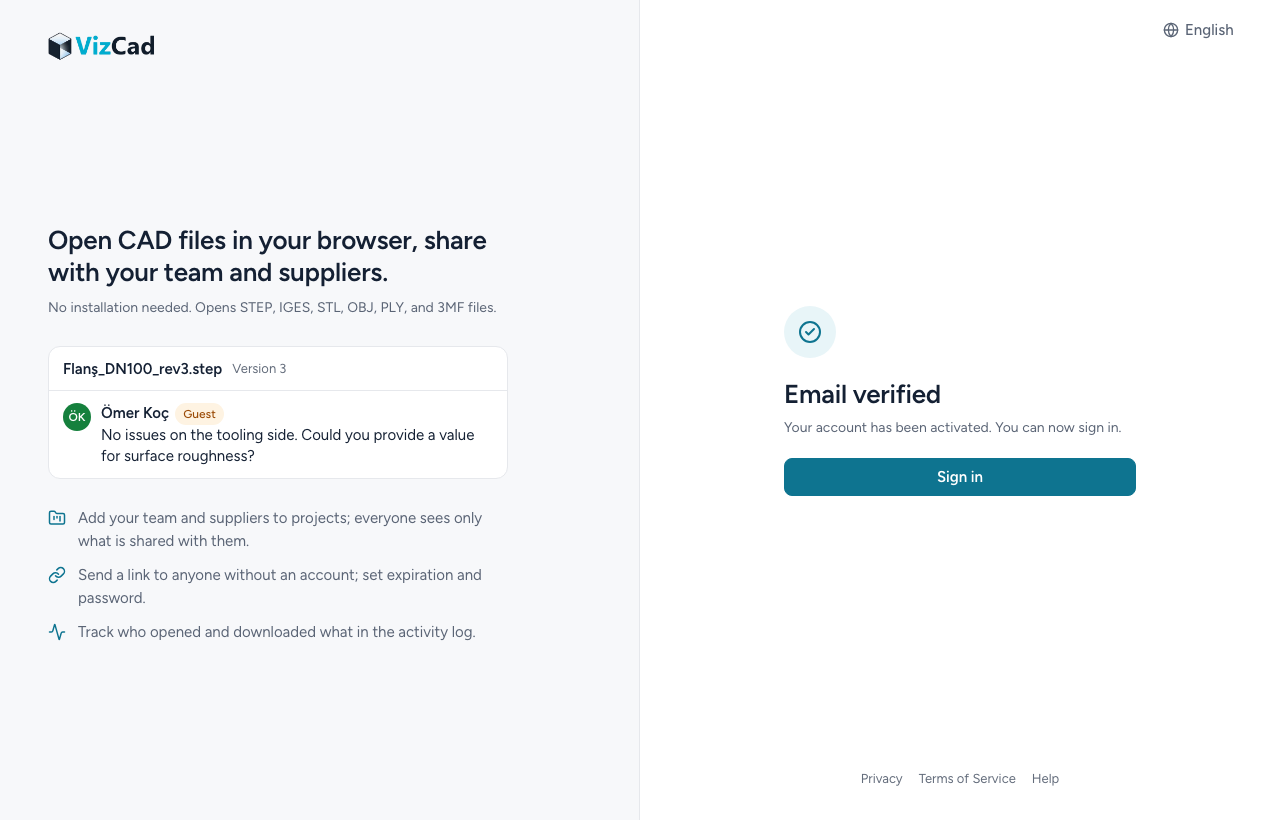 VizCad
English
Open CAD files in your browser, share
with your team and suppliers.
No installation needed. Opens STEP, IGES, STL, OBJ, PLY, and 3MF files.
Flanş_DN100_rev3.step Version 3
ÖK Ömer Koç Guest
No issues on the tooling side. Could you provide a value
for surface roughness?
Add your team and suppliers to projects; everyone sees only
what is shared with them.
Send a link to anyone without an account; set expiration and
password.
Track who opened and downloaded what in the activity log.
Email verified
Your account has been activated. You can now sign in.
Sign in
Privacy Terms of Service Help